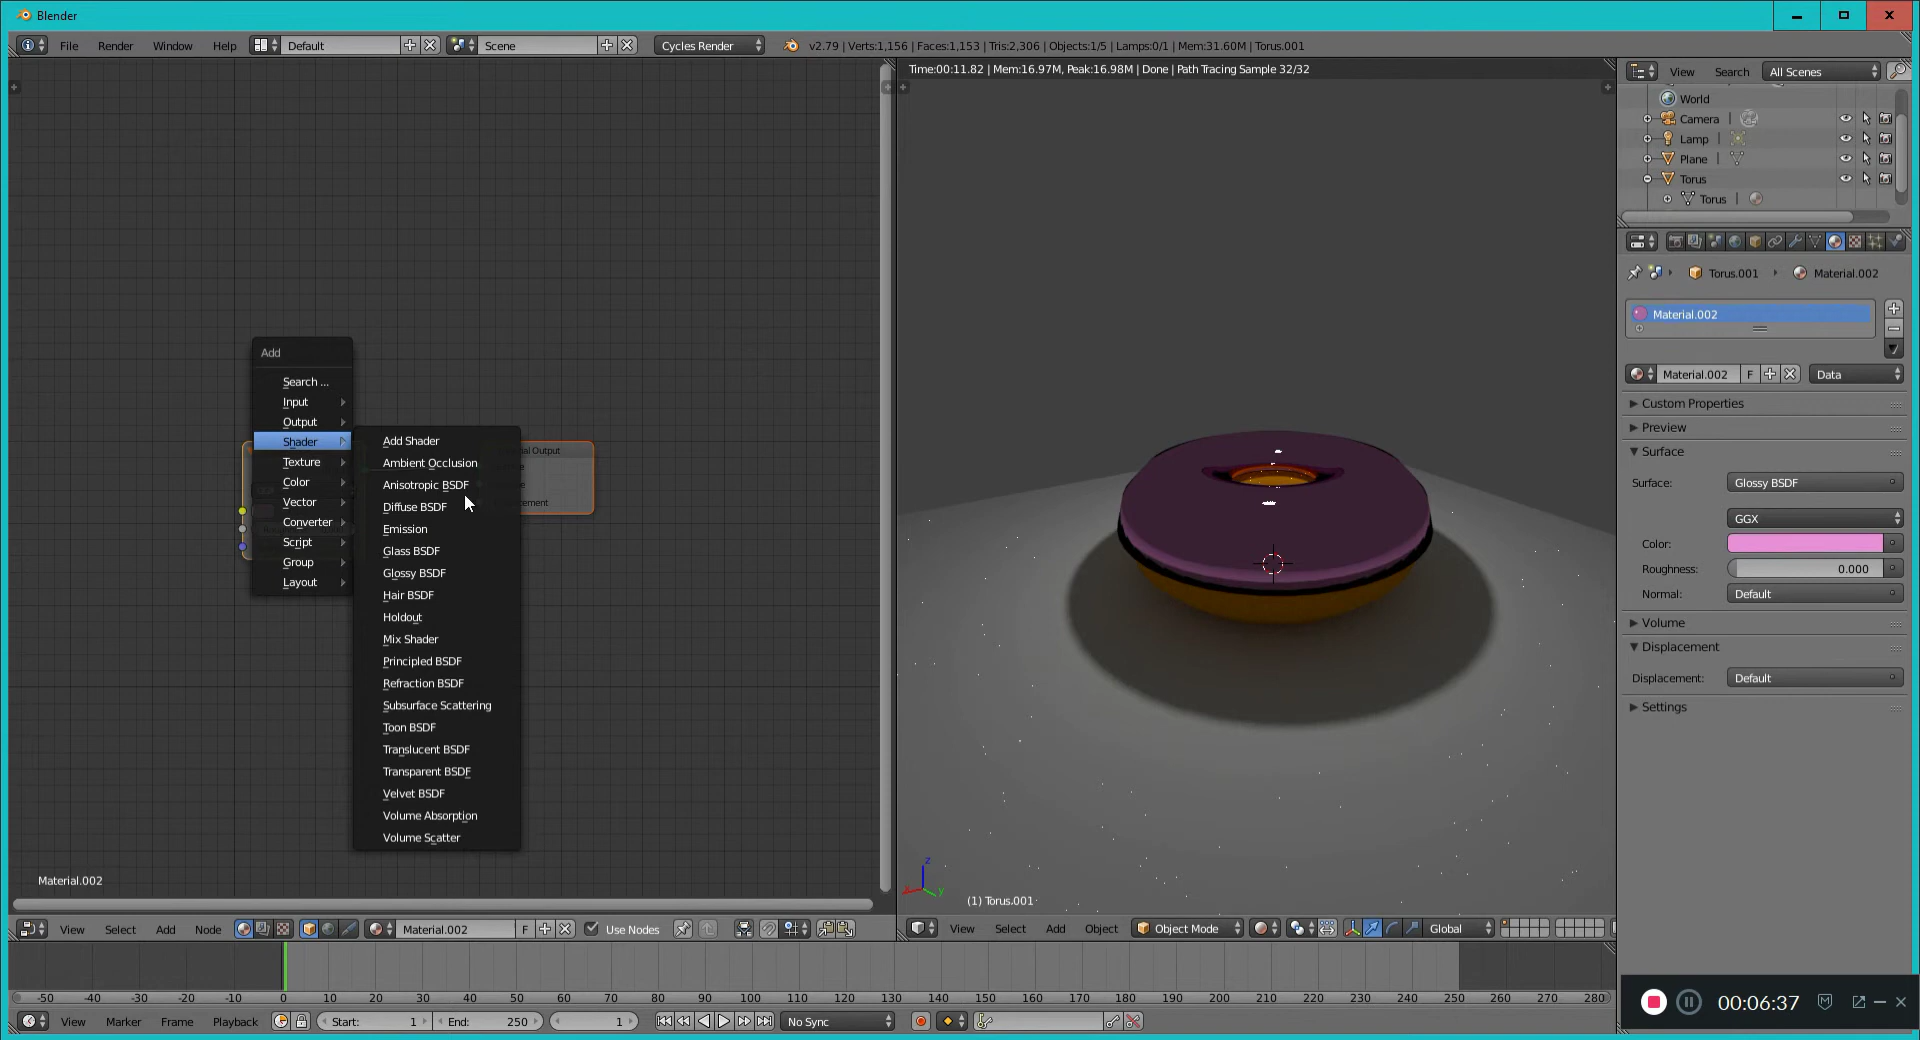 Blender
File Render Window Help Default Scene Cycles Render v2.79 | Verts:1,156 | Faces:1,153 | Tris:2,306 | Objects:1/5 | Lamps:0/1 | Mem:31.60M | Torus.001
Time:00:11.82 | Mem:16.97M, Peak:16.98M | Done | Path Tracing Sample 32/32
View Search All Scenes
World
Camera
Lamp
Plane
Torus
Torus
Torus.001 Material.002
Material.002
Material.002 F Data
Custom Properties
Preview
Surface
Surface: Glossy BSDF
GGX
Color:
Roughness: 0.000
Normal: Default
Volume
Displacement
Displacement: Default
Settings
Add
Search ...
Input
Output
Shader
Texture
Color
Vector
Converter
Script
Group
Layout
Add Shader
Ambient Occlusion
Anisotropic BSDF
Diffuse BSDF
Emission
Glass BSDF
Glossy BSDF
Hair BSDF
Holdout
Mix Shader
Principled BSDF
Refraction BSDF
Subsurface Scattering
Toon BSDF
Translucent BSDF
Transparent BSDF
Velvet BSDF
Volume Absorption
Volume Scatter
Output
Material.002
z
y
(1) Torus.001
View Select Add Node Material.002 F Use Nodes
View Select Add Object Object Mode Global
-50 -40 -30 -20 -10 0 10 20 30 40 50 60 70 80 90 100 110 120 130 140 150 160 170 180 190 200 210 220 230 240 250 260 270 280
View Marker Frame Playback Start: 1 End: 250 1 No Sync
00:06:37